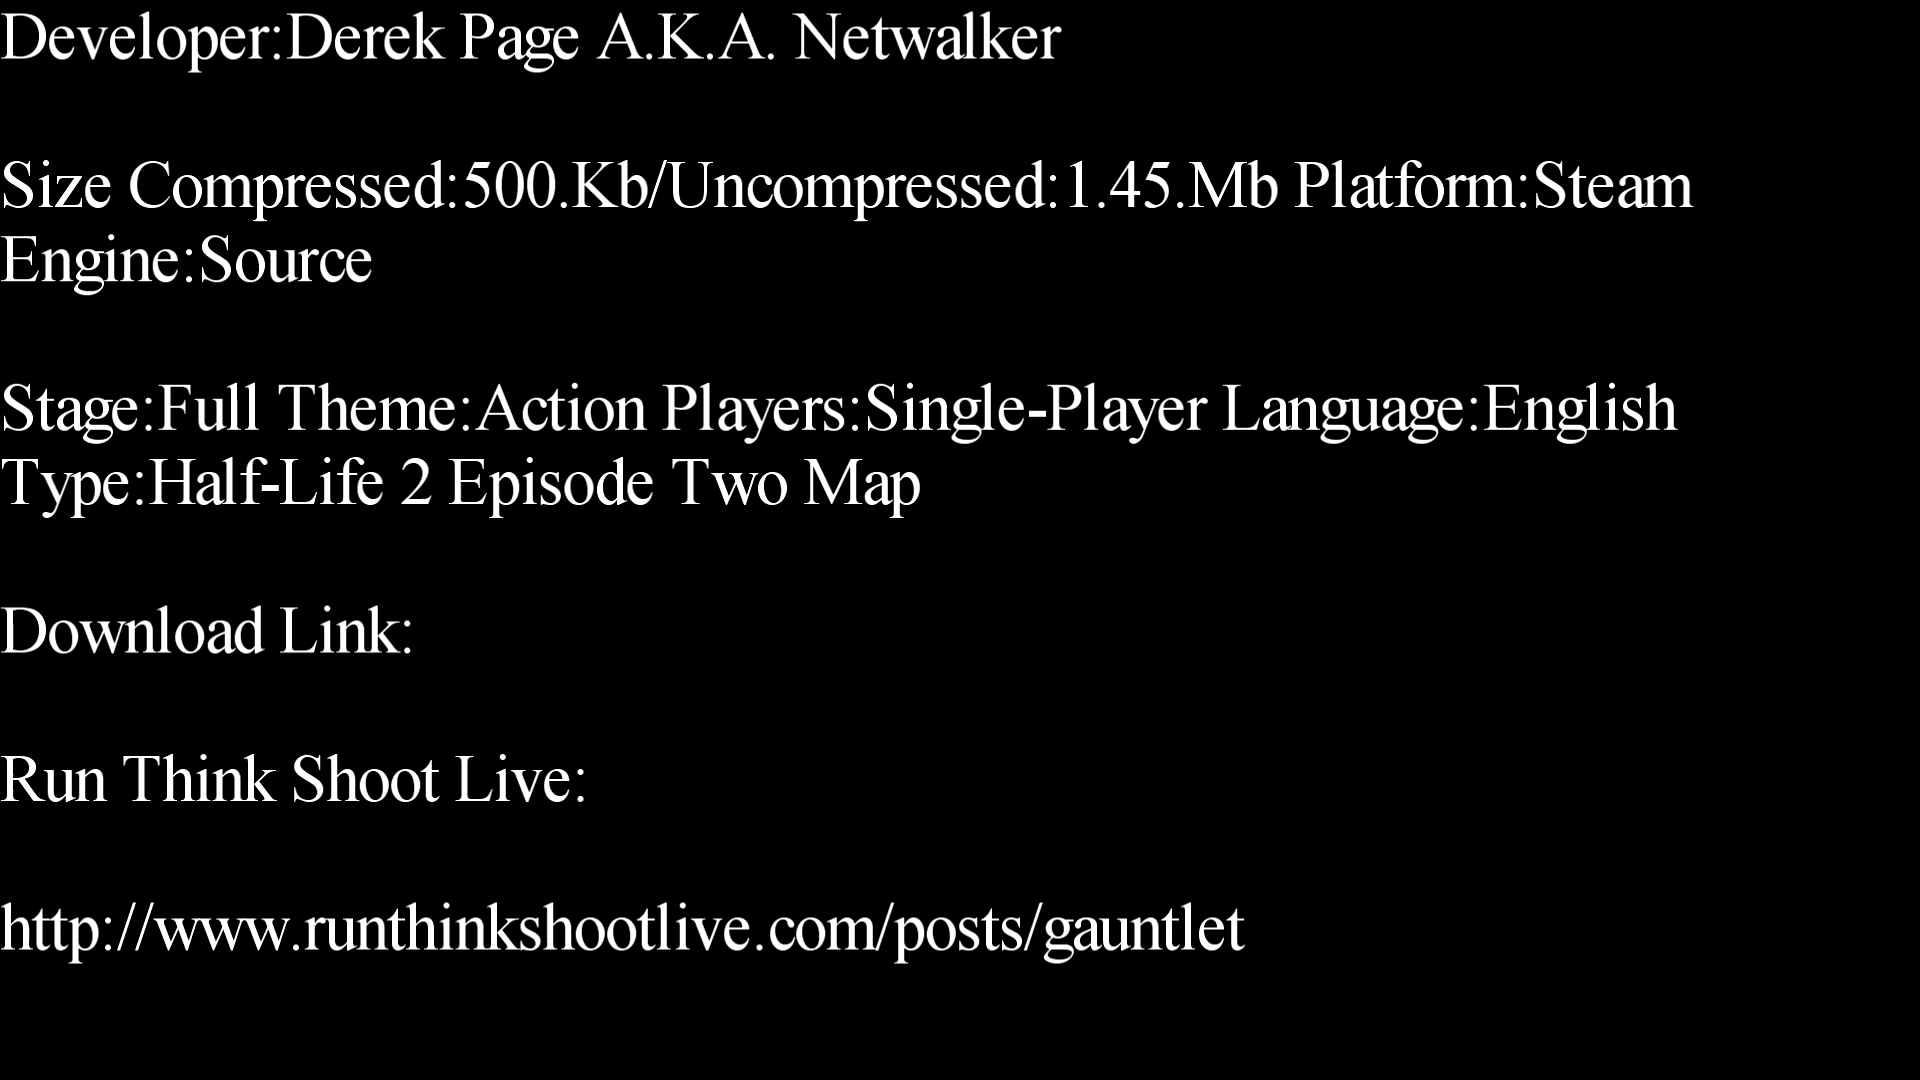 Developer:Derek Page A.K.A. Netwalker
Size Compressed:500.Kb/Uncompressed:1.45.Mb Platform:Steam
Engine:Source
Stage:Full Theme:Action Players:Single-Player Language:English
Type:Half-Life 2 Episode Two Map
Download Link:
Run Think Shoot Live:
http://www.runthinkshootlive.com/posts/gauntlet